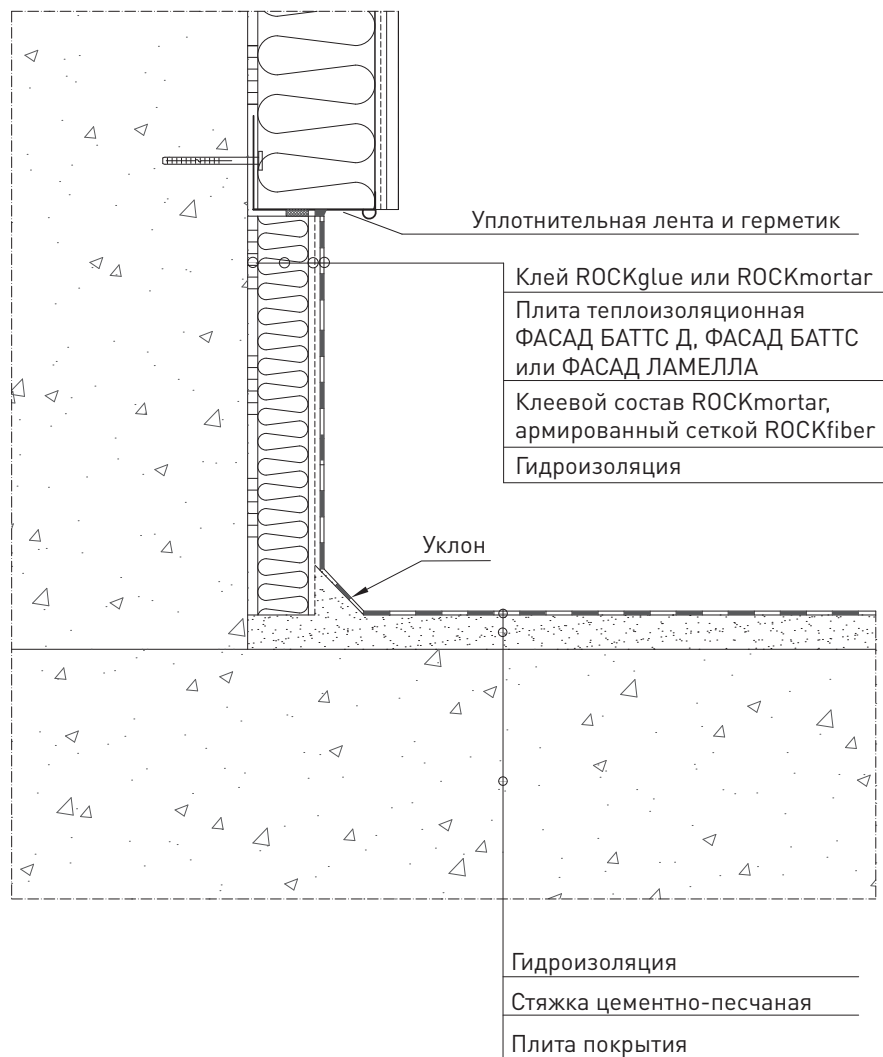 Уплотнительная лента и герметик
Клей ROCKglue или ROCKmortar
Плита теплоизоляционная
ФАСАД БАТТС Д, ФАСАД БАТТС
или ФАСАД ЛАМЕЛЛА
Клеевой состав ROCKmortar,
армированный сеткой ROCKfiber
Гидроизоляция
Уклон
Гидроизоляция
Стяжка цементно-песчаная
Плита покрытия